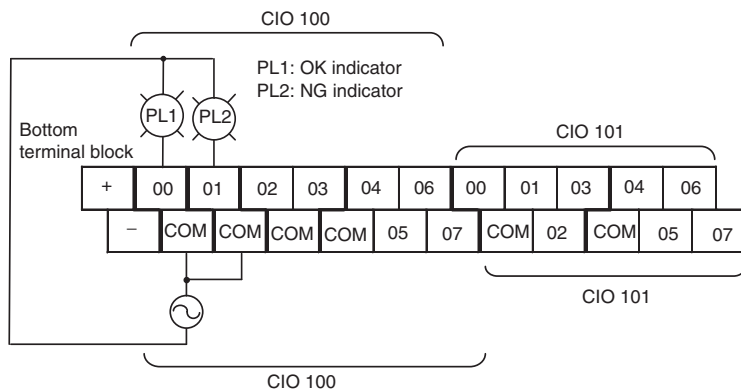 CIO 100
PL1: OK indicator
PL2: NG indicator
PL1 PL2
Bottom
terminal block
CIO 101
+ 00 01 02 03 04 06 00 01 03 04 06
− COM COM COM COM 05 07 COM 02 COM 05 07
CIO 101
CIO 100